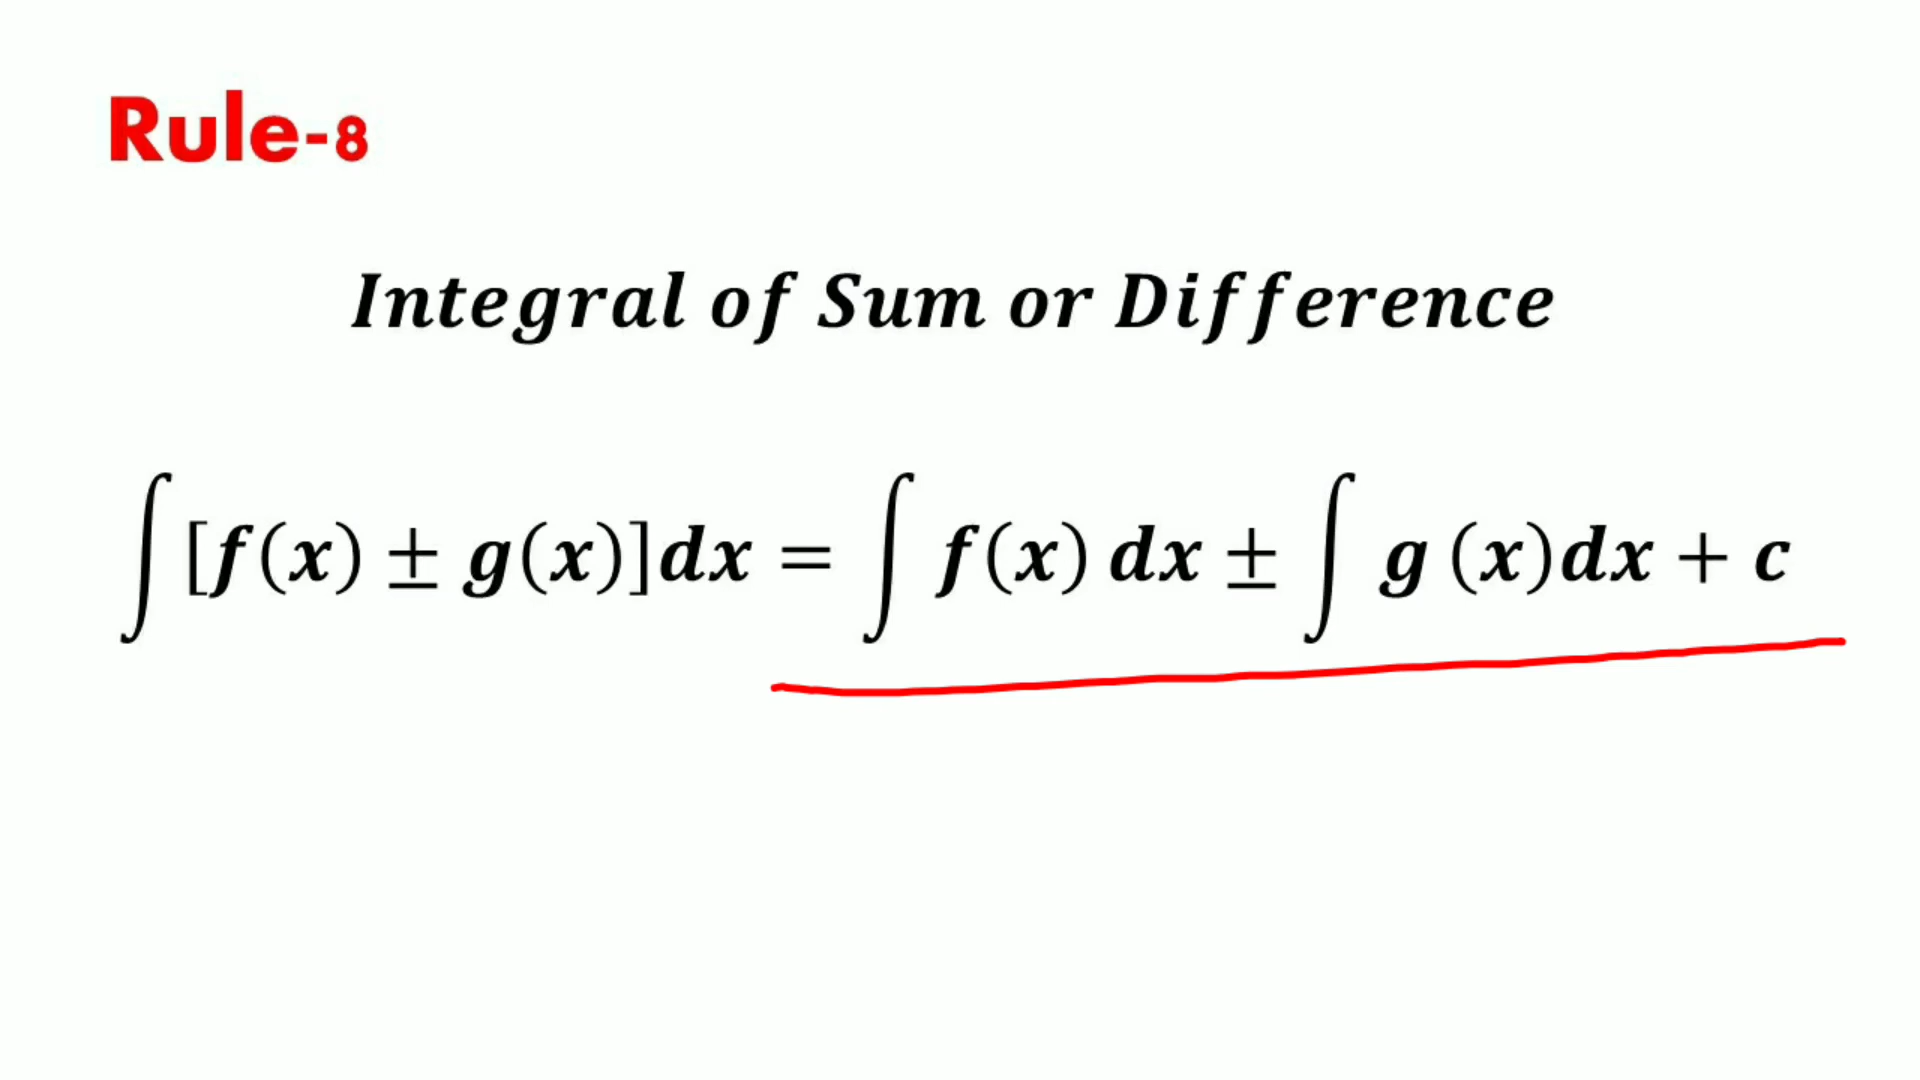 Rule-8
Integral of Sum or Difference
∫[f(x) ± g(x)]dx = ∫ f(x) dx ± ∫ g (x)dx + c